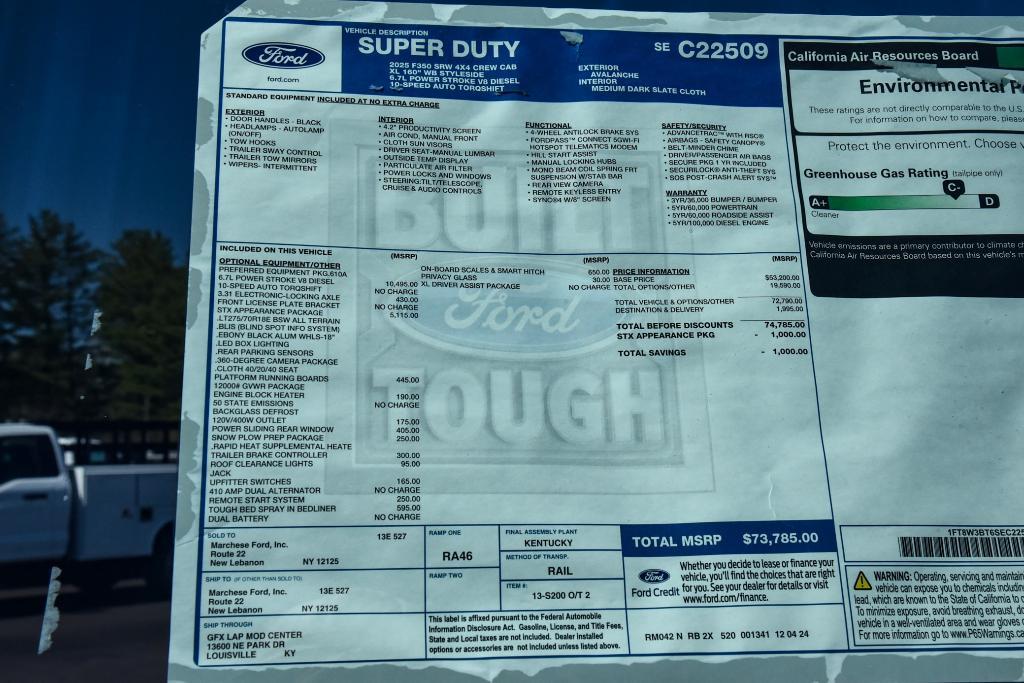 Ford
ford.com
VEHICLE DESCRIPTION
SUPER DUTY
2025 F350 SRW 4X4 CREW CAB
XL 160" WB STYLESIDE
6.7L POWER STROKE V8 DIESEL
10-SPEED AUTO TORQSHIFT
SE C22509
EXTERIOR
AVALANCHE
INTERIOR
MEDIUM DARK SLATE CLOTH
STANDARD EQUIPMENT INCLUDED AT NO EXTRA CHARGE
EXTERIOR
• DOOR HANDLES - BLACK
• HEADLAMPS - AUTOLAMP
(ON/OFF)
• TOW HOOKS
• TRAILER SWAY CONTROL
• TRAILER TOW MIRRORS
• WIPERS- INTERMITTENT
INTERIOR
• 4.2" PRODUCTIVITY SCREEN
• AIR COND, MANUAL FRONT
• CLOTH SUN VISORS
• DRIVER SEAT-MANUAL LUMBAR
• OUTSIDE TEMP DISPLAY
• PARTICULATE AIR FILTER
• POWER LOCKS AND WINDOWS
• STEERING:TILT/TELESCOPE,
CRUISE & AUDIO CONTROLS
FUNCTIONAL
• 4-WHEEL ANTILOCK BRAKE SYS
• FORDPASS™ CONNECT 5GWI-FI
HOTSPOT TELEMATICS MODEM
• HILL START ASSIST
• MANUAL LOCKING HUBS
• MONO BEAM COIL SPRING FRT
SUSPENSION W/STAB BAR
• REAR VIEW CAMERA
• REMOTE KEYLESS ENTRY
• SYNC®4 W/8" SCREEN
SAFETY/SECURITY
• ADVANCETRAC™ WITH RSC®
• AIRBAGS - SAFETY CANOPY®
• BELT-MINDER CHIME
• DRIVER/PASSENGER AIR BAGS
• SECURE PKG 1 YR INCLUDED
• SECURILOCK® ANTI-THEFT SYS
• SOS POST-CRASH ALERT SYS™
WARRANTY
• 3YR/36,000 BUMPER / BUMPER
• 5YR/60,000 POWERTRAIN
• 5YR/60,000 ROADSIDE ASSIST
• 5YR/100,000 DIESEL ENGINE
BUILT
Ford
TOUGH
INCLUDED ON THIS VEHICLE
(MSRP)
OPTIONAL EQUIPMENT/OTHER
PREFERRED EQUIPMENT PKG.610A
6.7L POWER STROKE V8 DIESEL 10,495.00
10-SPEED AUTO TORQSHIFT NO CHARGE
3.31 ELECTRONIC-LOCKING AXLE 430.00
FRONT LICENSE PLATE BRACKET NO CHARGE
STX APPEARANCE PACKAGE 5,115.00
.LT275/70R18E BSW ALL TERRAIN
.BLIS (BLIND SPOT INFO SYSTEM)
.EBONY BLACK ALUM WHLS-18"
.LED BOX LIGHTING
.REAR PARKING SENSORS
.360-DEGREE CAMERA PACKAGE
.CLOTH 40/20/40 SEAT
PLATFORM RUNNING BOARDS 445.00
12000# GVWR PACKAGE
ENGINE BLOCK HEATER 190.00
50 STATE EMISSIONS NO CHARGE
BACKGLASS DEFROST
120V/400W OUTLET 175.00
POWER SLIDING REAR WINDOW 405.00
SNOW PLOW PREP PACKAGE 250.00
.RAPID HEAT SUPPLEMENTAL HEATE
TRAILER BRAKE CONTROLLER 300.00
ROOF CLEARANCE LIGHTS 95.00
JACK
UPFITTER SWITCHES 165.00
410 AMP DUAL ALTERNATOR NO CHARGE
REMOTE START SYSTEM 250.00
TOUGH BED SPRAY IN BEDLINER 595.00
DUAL BATTERY NO CHARGE
(MSRP)
ON-BOARD SCALES & SMART HITCH 650.00
PRIVACY GLASS 30.00
XL DRIVER ASSIST PACKAGE NO CHARGE
(MSRP)
PRICE INFORMATION
BASE PRICE $53,200.00
TOTAL OPTIONS/OTHER 19,590.00
TOTAL VEHICLE & OPTIONS/OTHER 72,790.00
DESTINATION & DELIVERY 1,995.00
TOTAL BEFORE DISCOUNTS 74,785.00
STX APPEARANCE PKG - 1,000.00
TOTAL SAVINGS - 1,000.00
SOLD TO
13E 527
Marchese Ford, Inc.
Route 22
New Lebanon NY 12125
SHIP TO (IF OTHER THAN SOLD TO)
Marchese Ford, Inc. 13E 527
Route 22
New Lebanon NY 12125
SHIP THROUGH
GFX LAP MOD CENTER
13600 NE PARK DR
LOUISVILLE KY
RAMP ONE
RA46
RAMP TWO
FINAL ASSEMBLY PLANT
KENTUCKY
METHOD OF TRANSP.
RAIL
ITEM #:
13-S200 O/T 2
This label is affixed pursuant to the Federal Automobile
Information Disclosure Act. Gasoline, License, and Title Fees,
State and Local taxes are not included. Dealer installed
options or accessories are not included unless listed above.
TOTAL MSRP $73,785.00
Ford
Ford Credit
Whether you decide to lease or finance your
vehicle, you'll find the choices that are right
for you. See your dealer for details or visit
www.ford.com/finance.
RM042 N RB 2X 520 001341 12 04 24
California Air Resources Board
Environmental P
These ratings are not directly comparable to the U.S.
For information on how to compare, please
Protect the environment. Choose v
Greenhouse Gas Rating (tailpipe only)
C-
A+
D
Cleaner
Vehicle emissions are a primary contributor to climate ch
California Air Resources Board based on this vehicle's m
1FT8W3BT6SEC225
WARNING: Operating, servicing and maintain
vehicle can expose you to chemicals including
lead, which are known to the State of California to c
To minimize exposure, avoid breathing exhaust, do
vehicle in a well-ventilated area and wear gloves o
For more information go to www.P65Warnings.ca